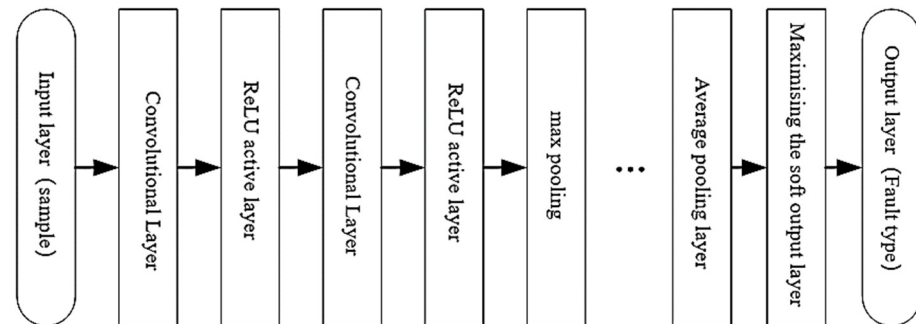 Input layer (sample)
Convolutional Layer
ReLU active layer
Convolutional Layer
ReLU active layer
max pooling
...
Average pooling layer
Maximising the soft output layer
Output layer (Fault type)